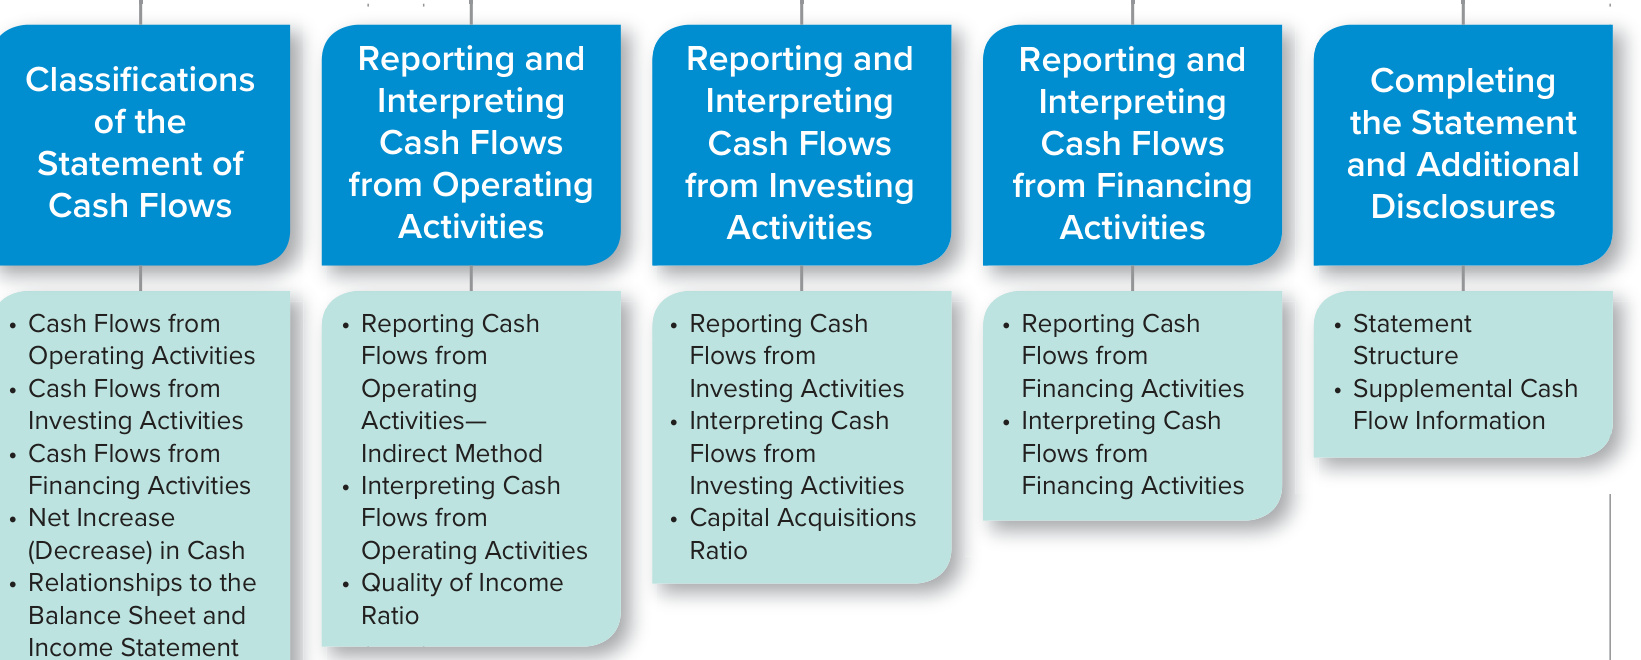 Classifications
of the
Statement of
Cash Flows
• Cash Flows from
Operating Activities
• Cash Flows from
Investing Activities
• Cash Flows from
Financing Activities
• Net Increase
(Decrease) in Cash
• Relationships to the
Balance Sheet and
Income Statement
Reporting and
Interpreting
Cash Flows
from Operating
Activities
• Reporting Cash
Flows from
Operating
Activities—
Indirect Method
• Interpreting Cash
Flows from
Operating Activities
• Quality of Income
Ratio
Reporting and
Interpreting
Cash Flows
from Investing
Activities
• Reporting Cash
Flows from
Investing Activities
• Interpreting Cash
Flows from
Investing Activities
• Capital Acquisitions
Ratio
Reporting and
Interpreting
Cash Flows
from Financing
Activities
• Reporting Cash
Flows from
Financing Activities
• Interpreting Cash
Flows from
Financing Activities
Completing
the Statement
and Additional
Disclosures
• Statement
Structure
• Supplemental Cash
Flow Information